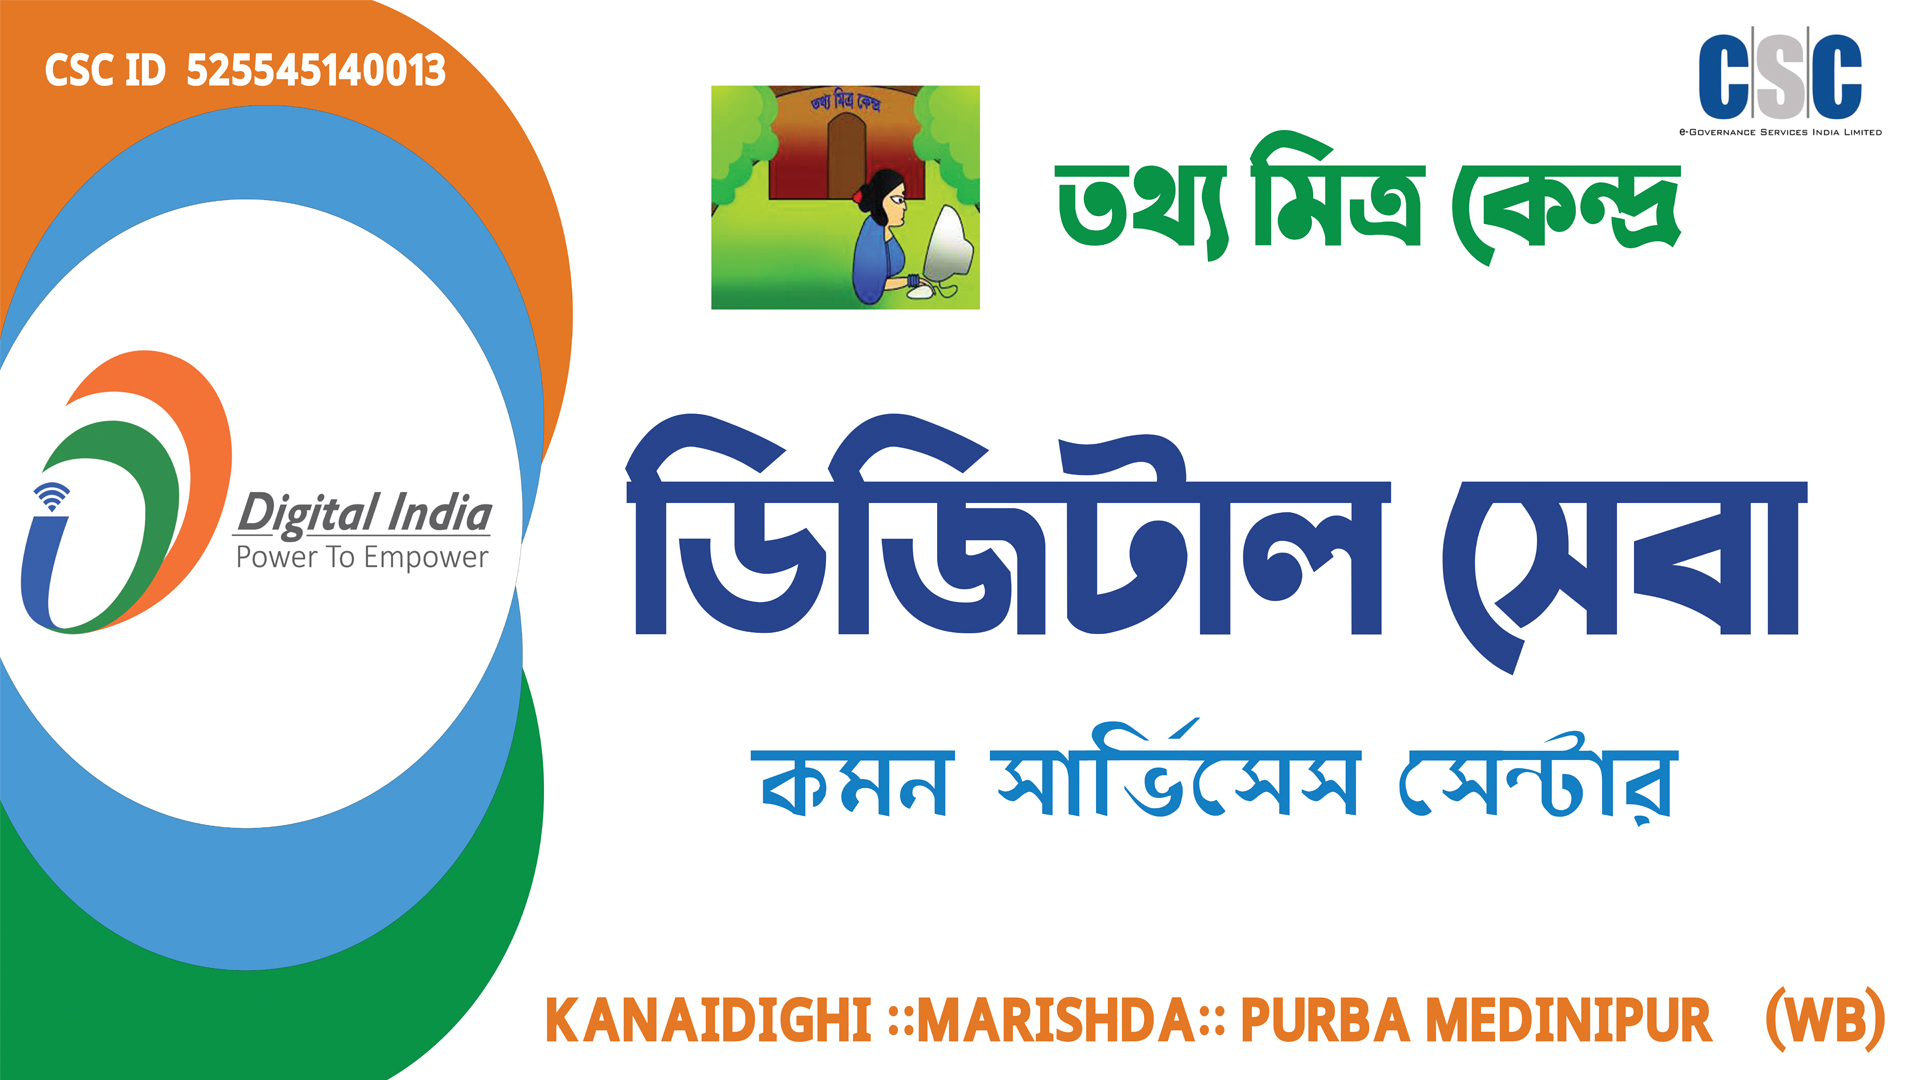 CSC ID 525545140013
CSC
e-Governance Services India Limited
তথ্য মিত্র কেন্দ্র
তথ্য মিত্র কেন্দ্র
Digital India
Power To Empower
ডিজিটাল সেবা
কমন সার্ভিসেস সেন্টার
KANAIDIGHI ::MARISHDA:: PURBA MEDINIPUR (WB)